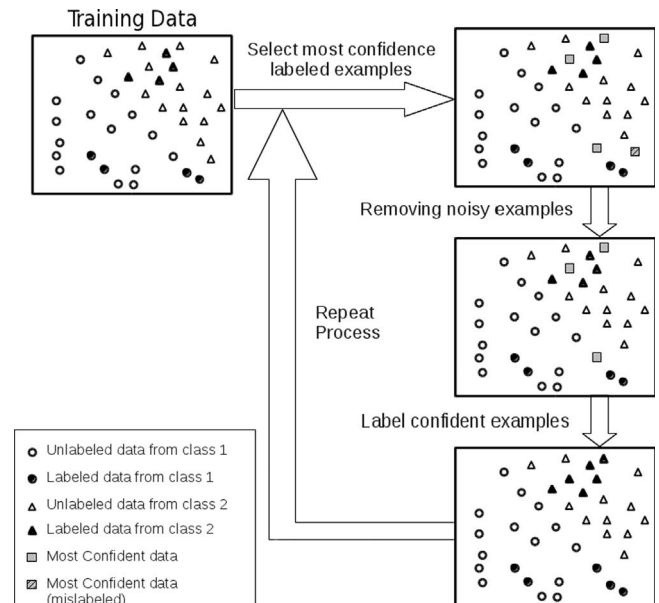 Training Data
Select most confidence
labeled examples
Removing noisy examples
Repeat
Process
Label confident examples
Unlabeled data from class 1
Labeled data from class 1
Unlabeled data from class 2
Labeled data from class 2
Most Confident data
Most Confident data
(mislabeled)